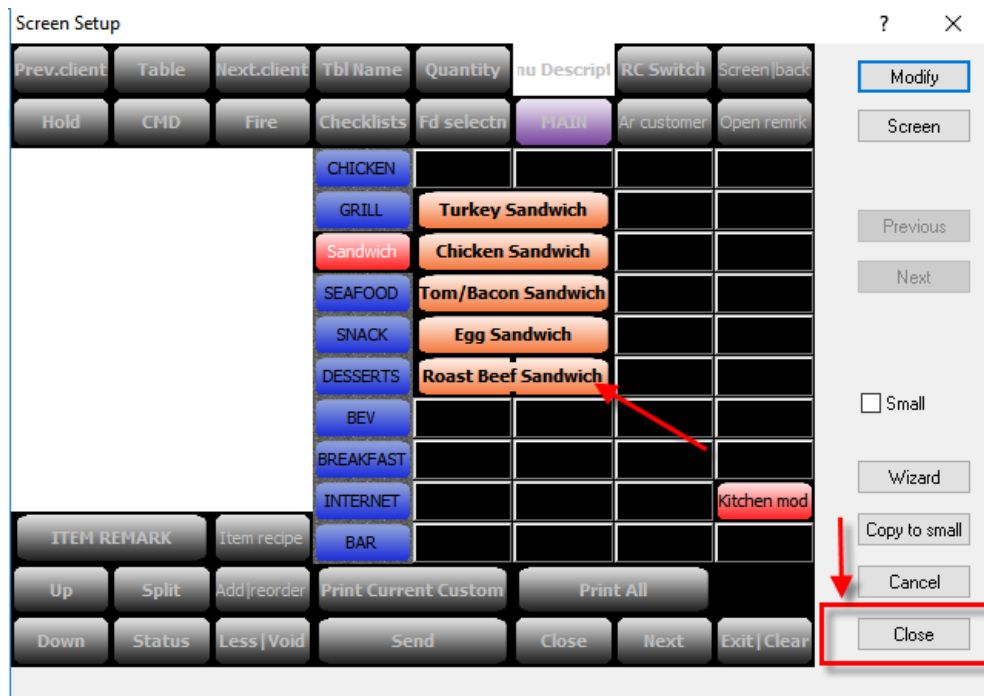 Screen Setup
Prev.client Table Next.client Tbl Name Quantity nu Descript RC Switch Screen|back
Hold CMD Fire Checklists Fd selectn MAIN Ar customer Open remrk
CHICKEN
GRILL Turkey Sandwich
Sandwich Chicken Sandwich
SEAFOOD Tom/Bacon Sandwich
SNACK Egg Sandwich
DESSERTS Roast Beef Sandwich
BEV
BREAKFAST
INTERNET Kitchen mod
ITEM REMARK Item recipe BAR
Up Split Add|reorder Print Current Custom Print All
Down Status Less|Void Send Close Next Exit|Clear
Modify
Screen
Previous
Next
Small
Wizard
Copy to small
Cancel
Close